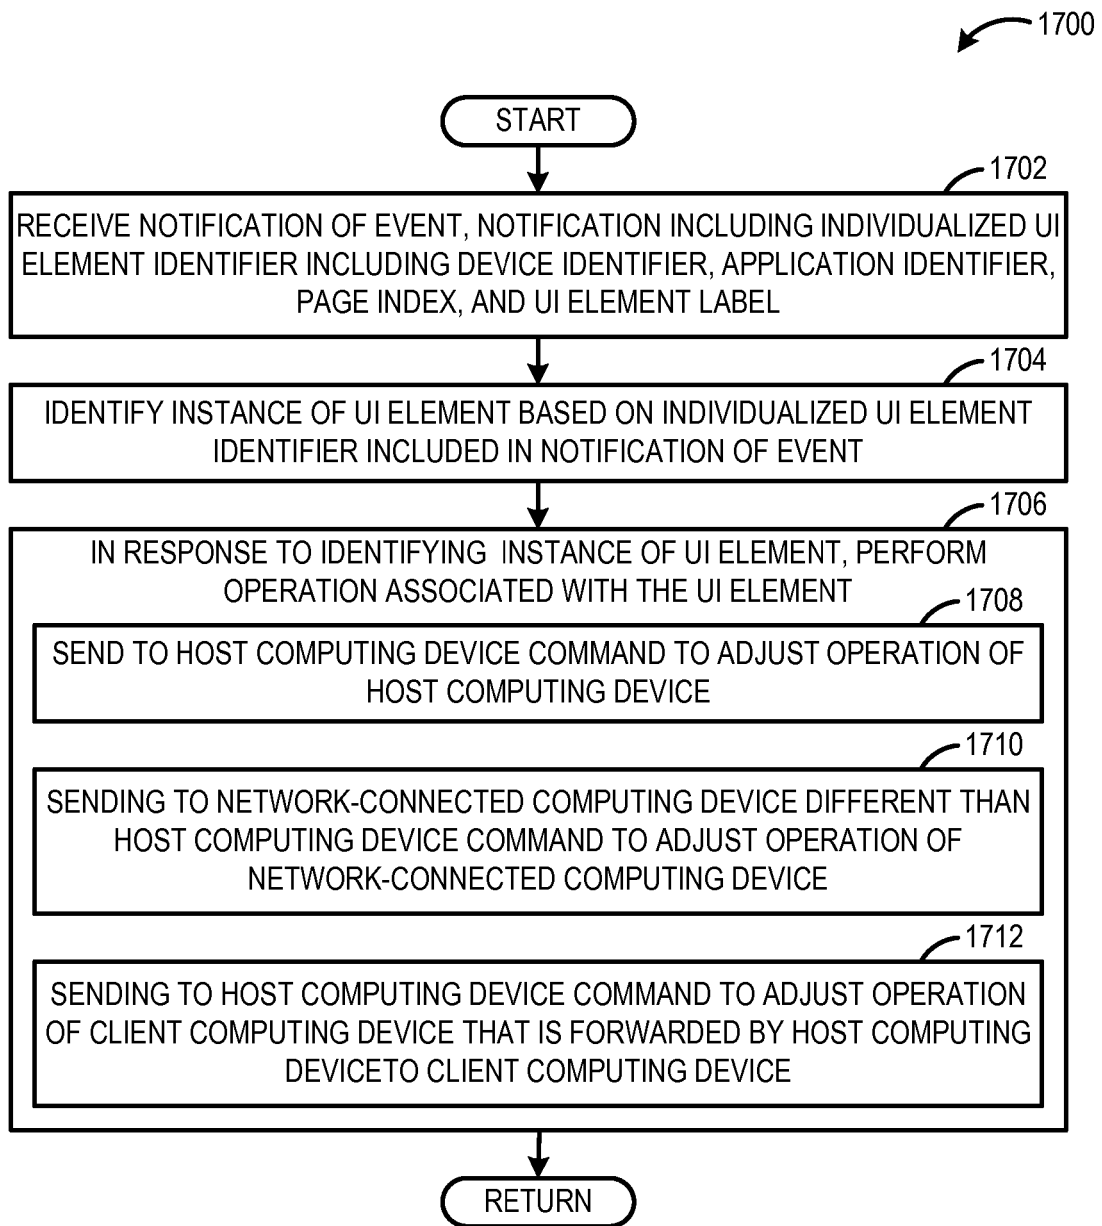 1700
START
1702
RECEIVE NOTIFICATION OF EVENT, NOTIFICATION INCLUDING INDIVIDUALIZED UI
ELEMENT IDENTIFIER INCLUDING DEVICE IDENTIFIER, APPLICATION IDENTIFIER,
PAGE INDEX, AND UI ELEMENT LABEL
1704
IDENTIFY INSTANCE OF UI ELEMENT BASED ON INDIVIDUALIZED UI ELEMENT
IDENTIFIER INCLUDED IN NOTIFICATION OF EVENT
1706
IN RESPONSE TO IDENTIFYING INSTANCE OF UI ELEMENT, PERFORM
OPERATION ASSOCIATED WITH THE UI ELEMENT
1708
SEND TO HOST COMPUTING DEVICE COMMAND TO ADJUST OPERATION OF
HOST COMPUTING DEVICE
1710
SENDING TO NETWORK-CONNECTED COMPUTING DEVICE DIFFERENT THAN
HOST COMPUTING DEVICE COMMAND TO ADJUST OPERATION OF
NETWORK-CONNECTED COMPUTING DEVICE
1712
SENDING TO HOST COMPUTING DEVICE COMMAND TO ADJUST OPERATION
OF CLIENT COMPUTING DEVICE THAT IS FORWARDED BY HOST COMPUTING
DEVICETO CLIENT COMPUTING DEVICE
RETURN